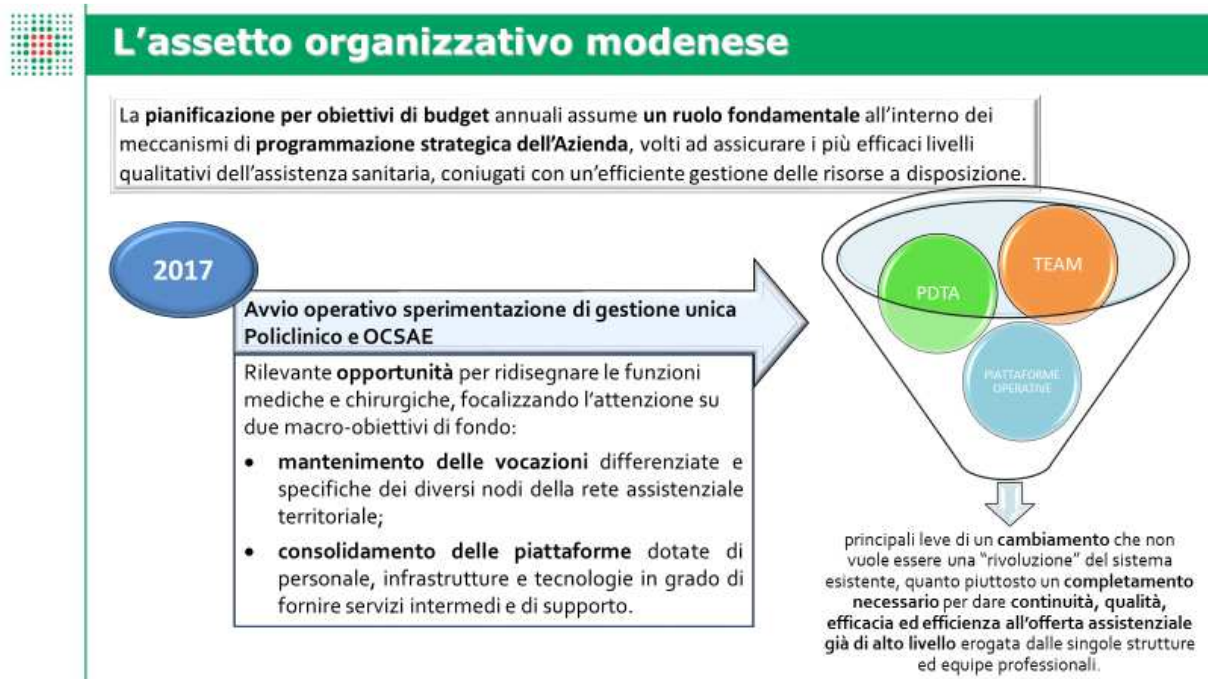 L'assetto organizzativo modenese
La pianificazione per obiettivi di budget annuali assume un ruolo fondamentale all'interno dei
meccanismi di programmazione strategica dell'Azienda, volti ad assicurare i più efficaci livelli
qualitativi dell'assistenza sanitaria, coniugati con un'efficiente gestione delle risorse a disposizione.
2017
Avvio operativo sperimentazione di gestione unica
Policlinico e OCSAE
Rilevante opportunità per ridisegnare le funzioni
mediche e chirurgiche, focalizzando l'attenzione su
due macro-obiettivi di fondo:
• mantenimento delle vocazioni differenziate e
specifiche dei diversi nodi della rete assistenziale
territoriale;
• consolidamento delle piattaforme dotate di
personale, infrastrutture e tecnologie in grado di
fornire servizi intermedi e di supporto.
TEAM
PDTA
PIATTAFORME
OPERATIVE
principali leve di un cambiamento che non
vuole essere una "rivoluzione" del sistema
esistente, quanto piuttosto un completamento
necessario per dare continuità, qualità,
efficacia ed efficienza all'offerta assistenziale
già di alto livello erogata dalle singole strutture
ed equipe professionali.